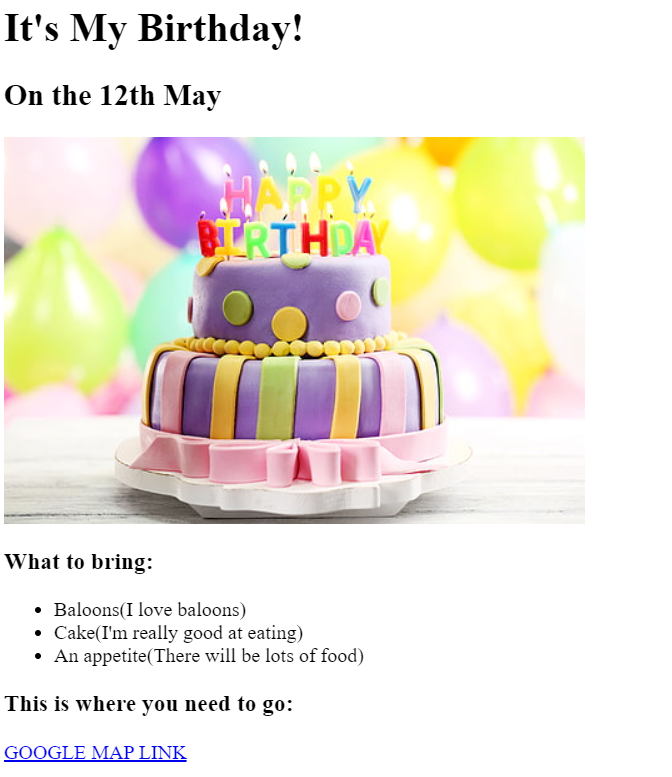 It's My Birthday!
On the 12th May
HAPPY
BIRTHDAY
What to bring:
Baloons(I love baloons)
Cake(I'm really good at eating)
An appetite(There will be lots of food)
This is where you need to go:
GOOGLE MAP LINK